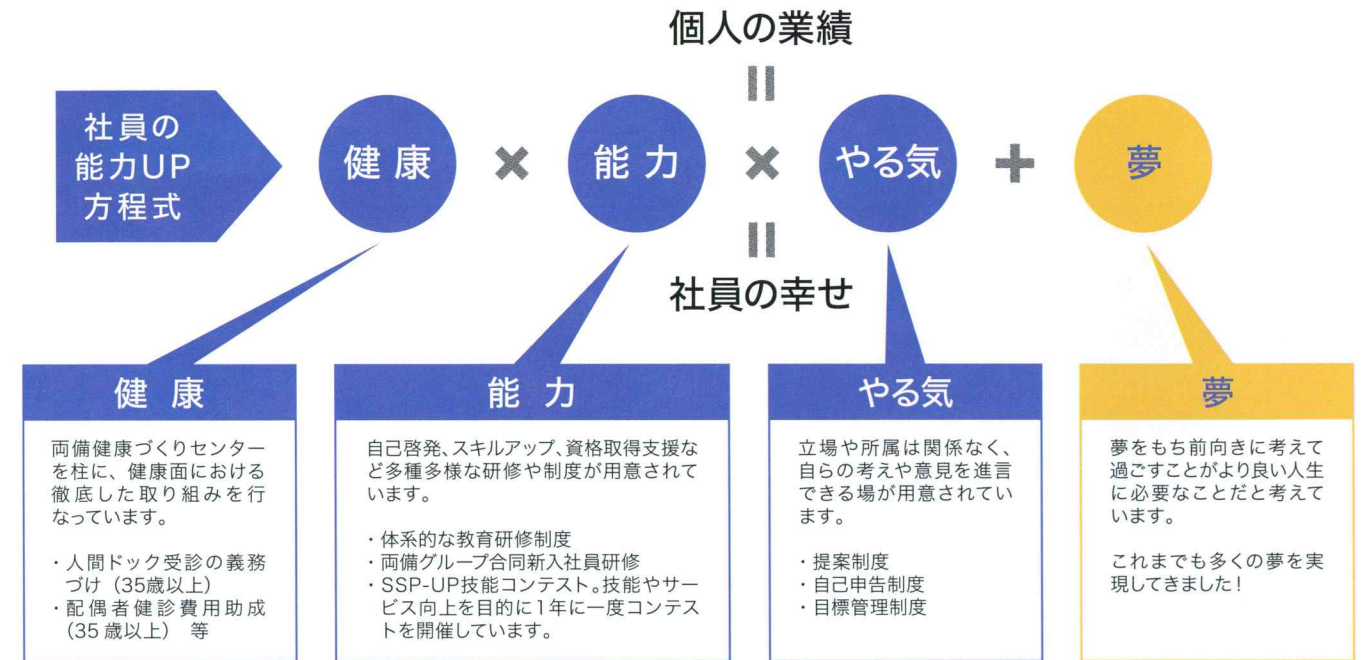 個人の業績
=
社員の
能力UP
方程式
健康 × 能力 × やる気 + 夢
=
社員の幸せ
健康
両備健康づくりセンター
を柱に、健康面における
徹底した取り組みを行
なっています。
・人間ドック受診の義務
づけ（35歳以上）
・配偶者健診費用助成
（35歳以上） 等
能力
自己啓発、スキルアップ、資格取得支援な
ど多種多様な研修や制度が用意されて
います。
・体系的な教育研修制度
・両備グループ合同新入社員研修
・SSP-UP技能コンテスト。技能やサー
ビス向上を目的に1年に一度コンテス
トを開催しています。
やる気
立場や所属は関係なく、
自らの考えや意見を進言
できる場が用意されてい
ます。
・提案制度
・自己申告制度
・目標管理制度
夢
夢をもち前向きに考えて
過ごすことがより良い人生
に必要なことだと考えて
います。
これまでも多くの夢を実
現してきました！